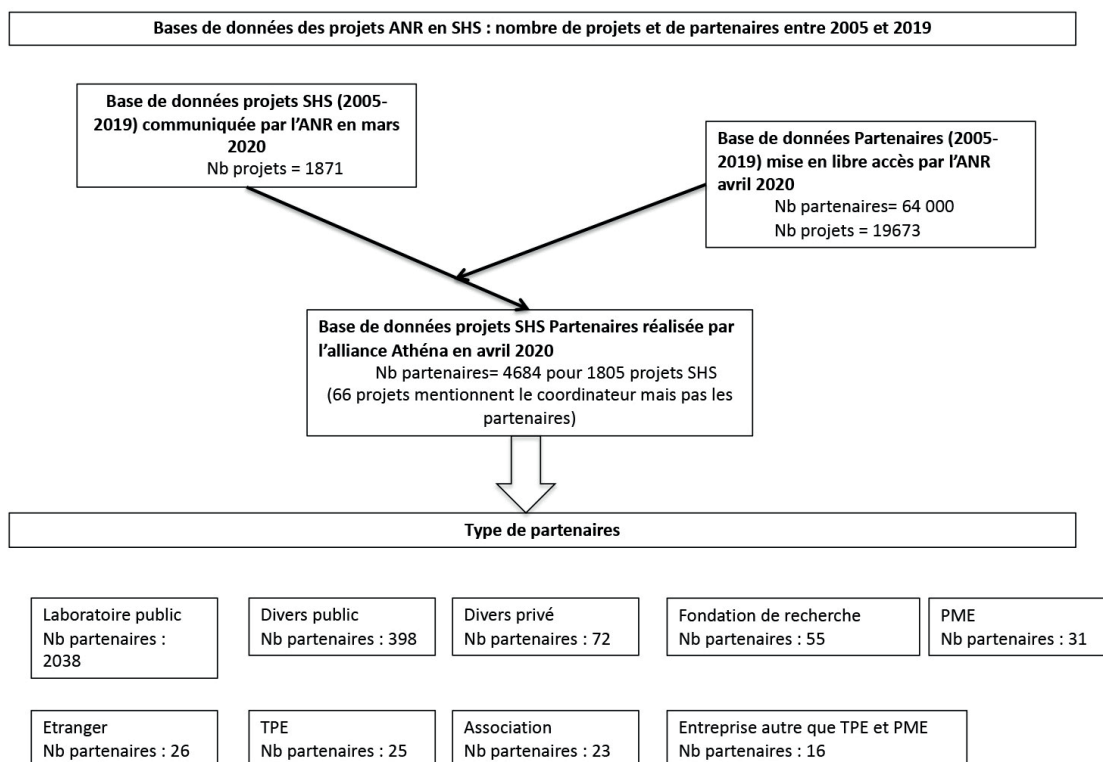 Bases de données des projets ANR en SHS : nombre de projets et de partenaires entre 2005 et 2019
Base de données projets SHS (2005-
2019) communiquée par l'ANR en mars
2020
Nb projets = 1871
Base de données Partenaires (2005-
2019) mise en libre accès par l'ANR
avril 2020
Nb partenaires= 64 000
Nb projets = 19673
Base de données projets SHS Partenaires réalisée par
l'alliance Athéna en avril 2020
Nb partenaires= 4684 pour 1805 projets SHS
(66 projets mentionnent le coordinateur mais pas les
partenaires)
Type de partenaires
Laboratoire public
Nb partenaires :
2038
Divers public
Nb partenaires : 398
Divers privé
Nb partenaires : 72
Fondation de recherche
Nb partenaires : 55
PME
Nb partenaires : 31
Etranger
Nb partenaires : 26
TPE
Nb partenaires : 25
Association
Nb partenaires : 23
Entreprise autre que TPE et PME
Nb partenaires : 16